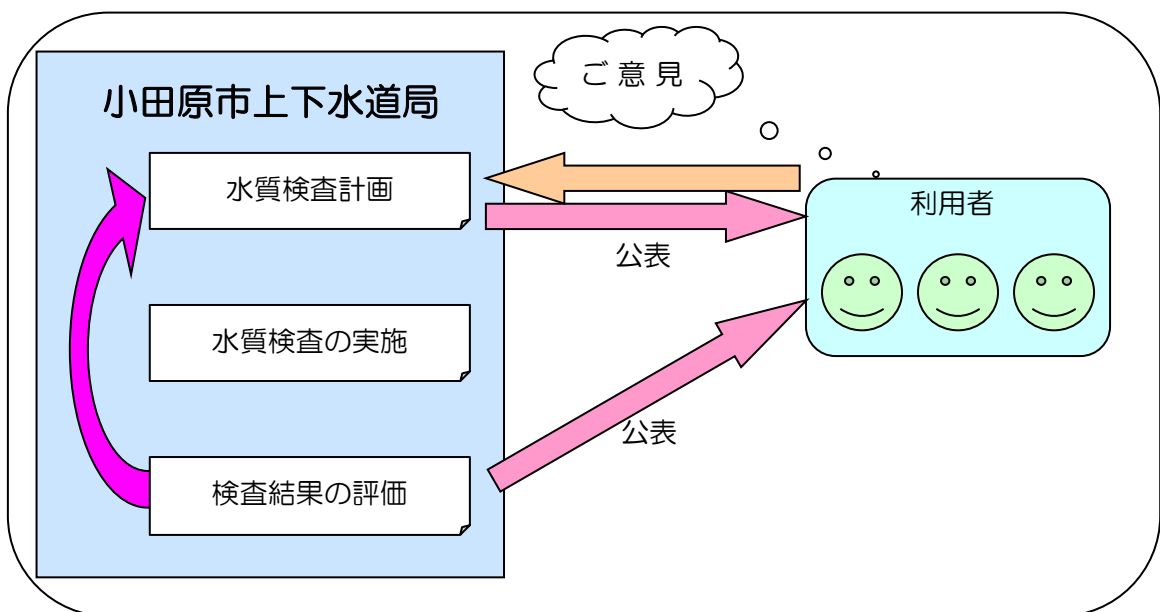 ご意見
小田原市上下水道局
水質検査計画
利用者
公表
水質検査の実施
公表
検査結果の評価